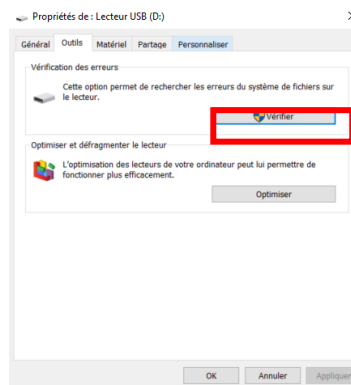 Propriétés de : Lecteur USB (D:)
Général Outils Matériel Partage Personnaliser
Vérification des erreurs
Cette option permet de rechercher les erreurs du système de fichiers sur
le lecteur.
Vérifier
Optimiser et défragmenter le lecteur
L'optimisation des lecteurs de votre ordinateur peut lui permettre de
fonctionner plus efficacement.
Optimiser
OK Annuler Appliquer